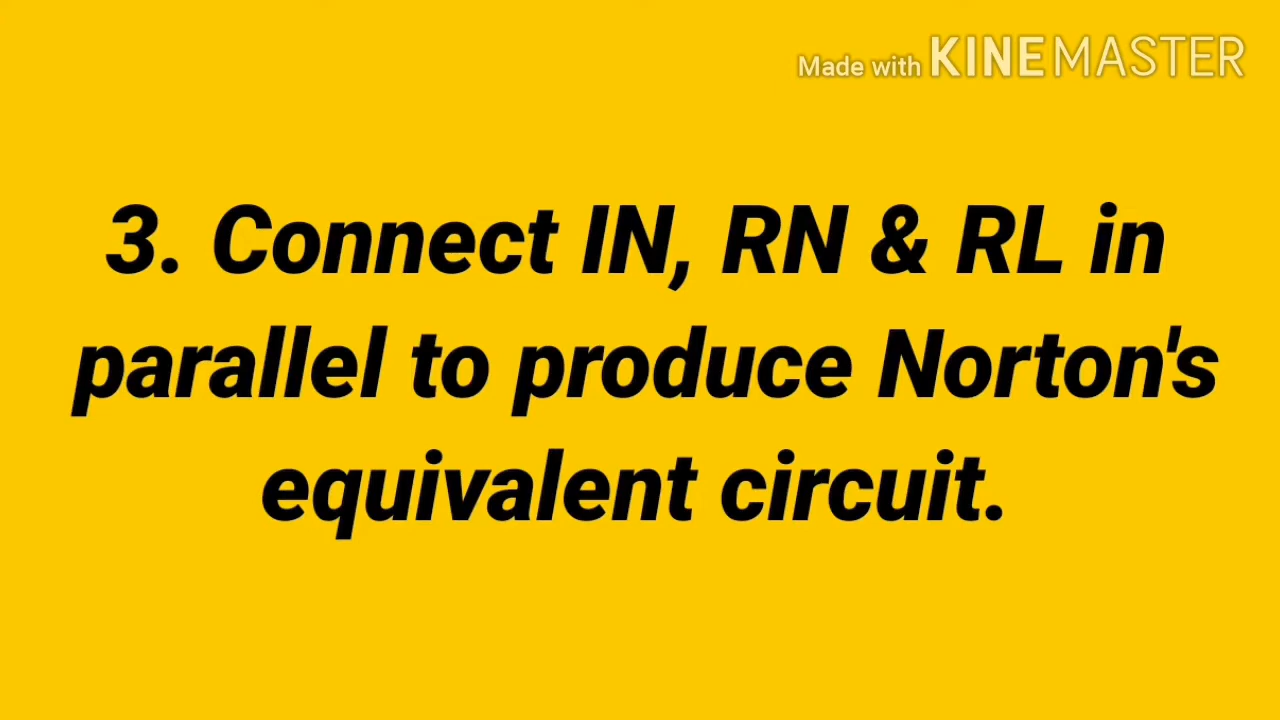 Made with KINEMASTER
3. Connect IN, RN & RL in
parallel to produce Norton's
equivalent circuit.